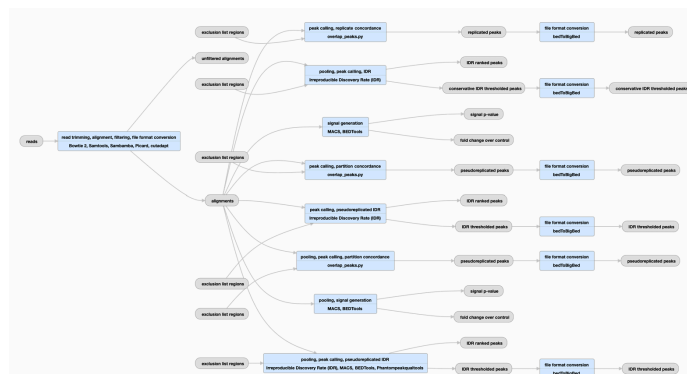 exclusion list regions
peak calling, replicate concordance
overlap_peaks.py
replicated peaks
file format conversion
bedToBigBed
replicated peaks
unfiltered alignments
IDR ranked peaks
pooling, peak calling, IDR
Irreproducible Discovery Rate (IDR)
exclusion list regions
conservative IDR thresholded peaks
file format conversion
bedToBigBed
conservative IDR thresholded peaks
signal p-value
signal generation
MACS, BEDTools
fold change over control
reads
read trimming, alignment, filtering, file format conversion
Bowtie 2, Samtools, Sambamba, Picard, cutadapt
exclusion list regions
peak calling, partition concordance
overlap_peaks.py
pseudoreplicated peaks
file format conversion
bedToBigBed
pseudoreplicated peaks
alignments
IDR ranked peaks
peak calling, pseudoreplicated IDR
Irreproducible Discovery Rate (IDR)
IDR thresholded peaks
file format conversion
bedToBigBed
IDR thresholded peaks
pooling, peak calling, partition concordance
overlap_peaks.py
pseudoreplicated peaks
file format conversion
bedToBigBed
pseudoreplicated peaks
exclusion list regions
signal p-value
pooling, signal generation
MACS, BEDTools
exclusion list regions
fold change over control
IDR ranked peaks
exclusion list regions
pooling, peak calling, pseudoreplicated IDR
Irreproducible Discovery Rate (IDR), MACS, BEDTools, Phantompeakqualtools
IDR thresholded peaks
file format conversion
bedToBigBed
IDR thresholded peaks